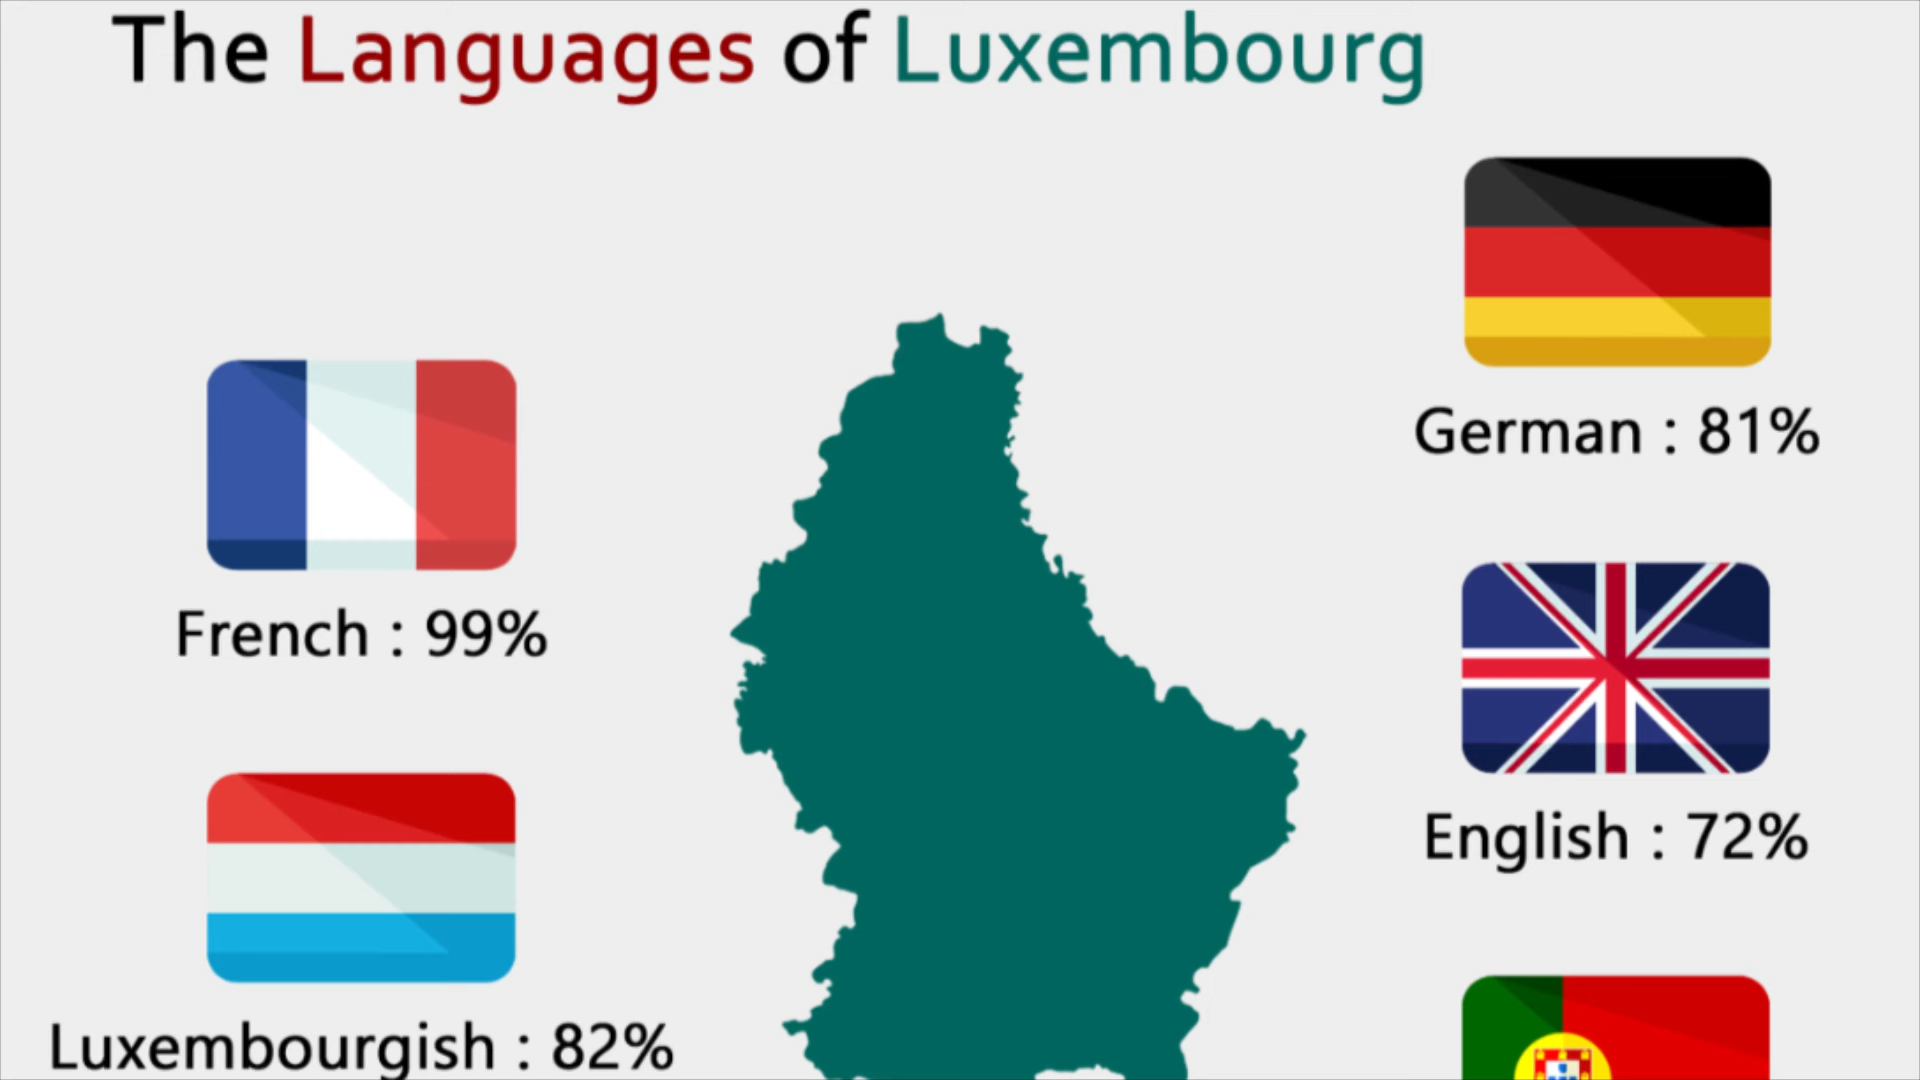 The Languages of Luxembourg
French : 99%
Luxembourgish : 82%
German : 81%
English : 72%